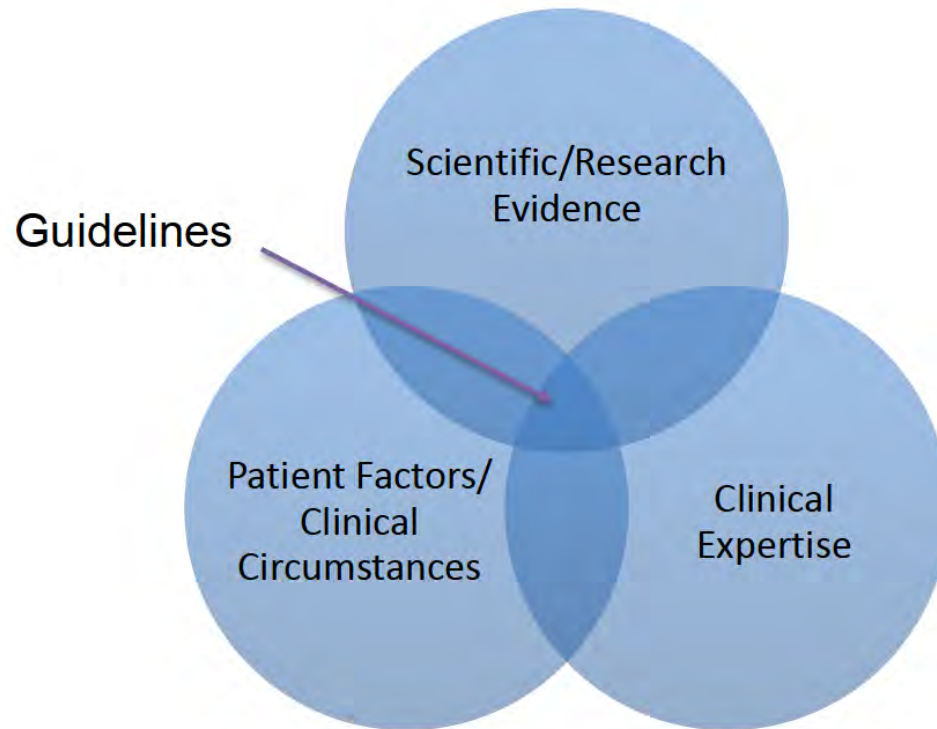 Scientific/Research
Evidence
Guidelines
Patient Factors/
Clinical
Circumstances
Clinical
Expertise